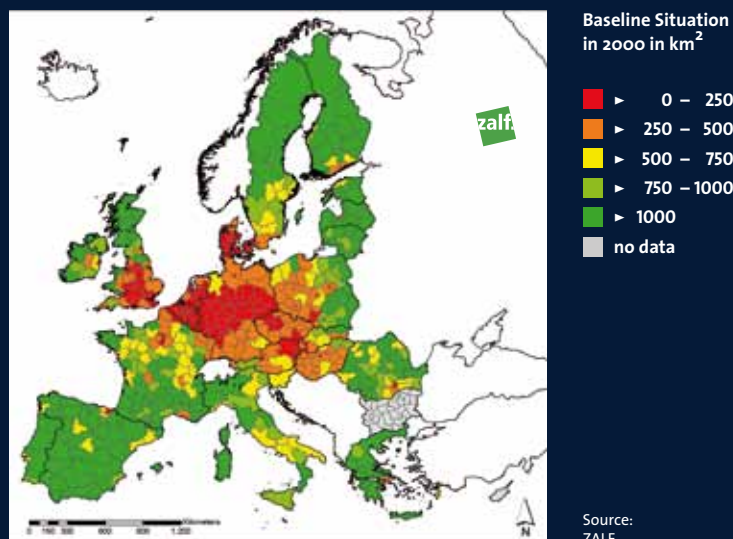 Baseline Situation
in 2000 in km²
► 0 – 250
► 250 – 500
► 500 – 750
► 750 – 1000
► 1000
no data
zalf
Kilometers
N
Source:
ZALF